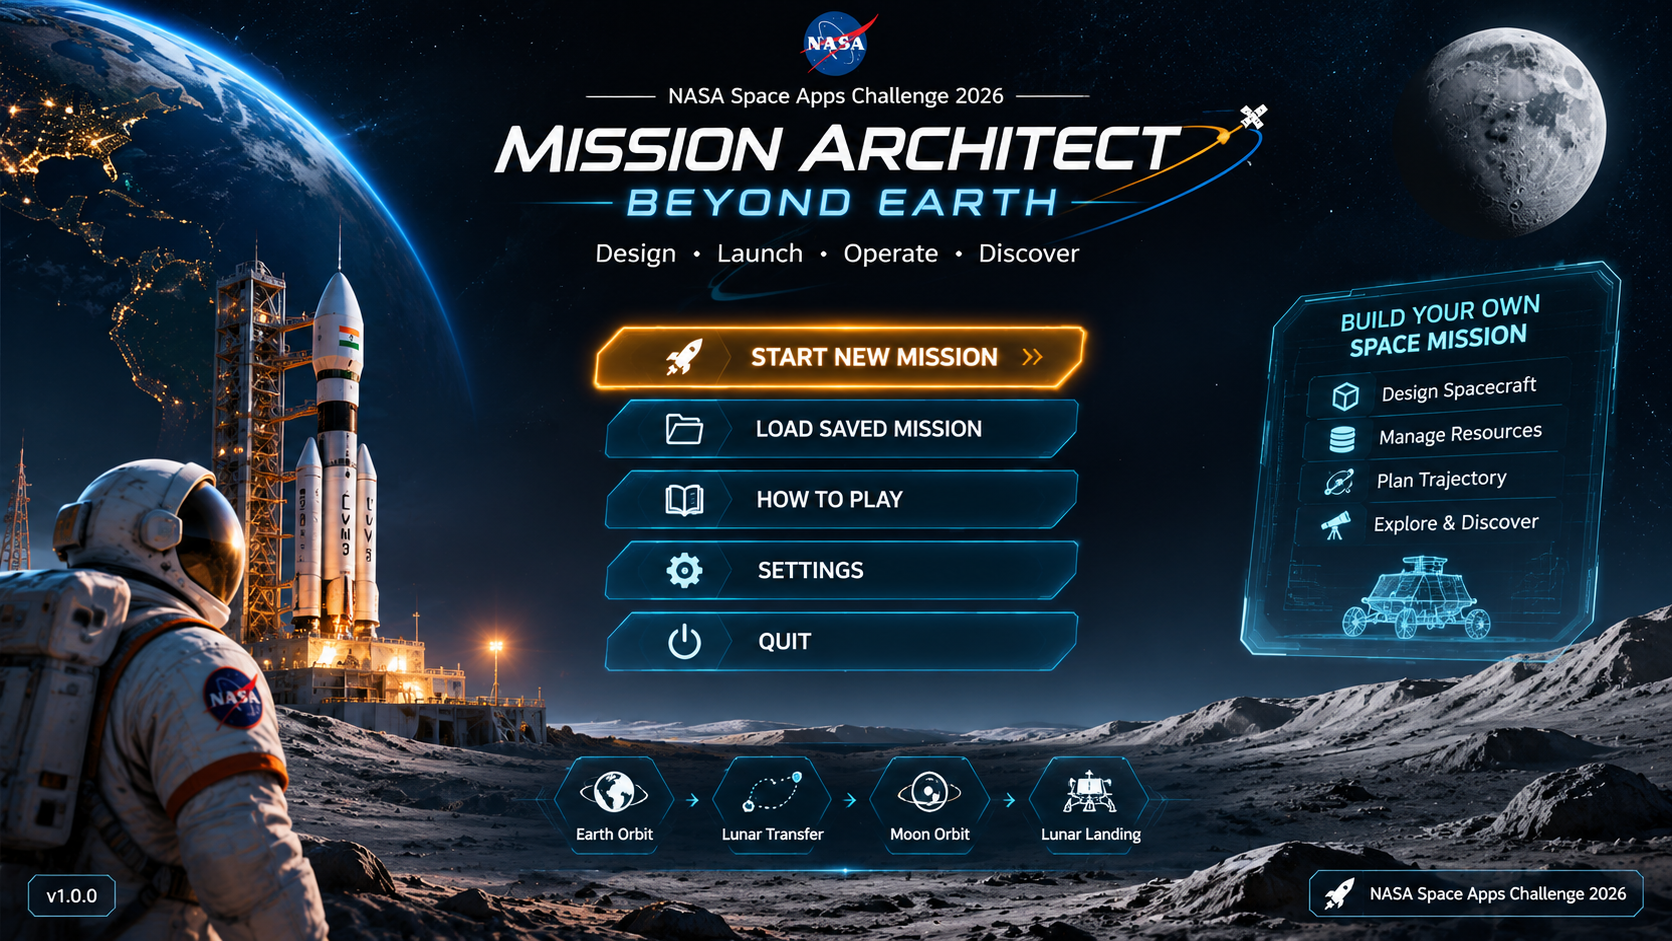 NASA
NASA Space Apps Challenge 2026
MISSION ARCHITECT
BEYOND EARTH
Design • Launch • Operate • Discover
START NEW MISSION
LOAD SAVED MISSION
HOW TO PLAY
SETTINGS
QUIT
BUILD YOUR OWN
SPACE MISSION
Design Spacecraft
Manage Resources
Plan Trajectory
Explore & Discover
NASA
Earth Orbit
Lunar Transfer
Moon Orbit
Lunar Landing
v1.0.0
NASA Space Apps Challenge 2026